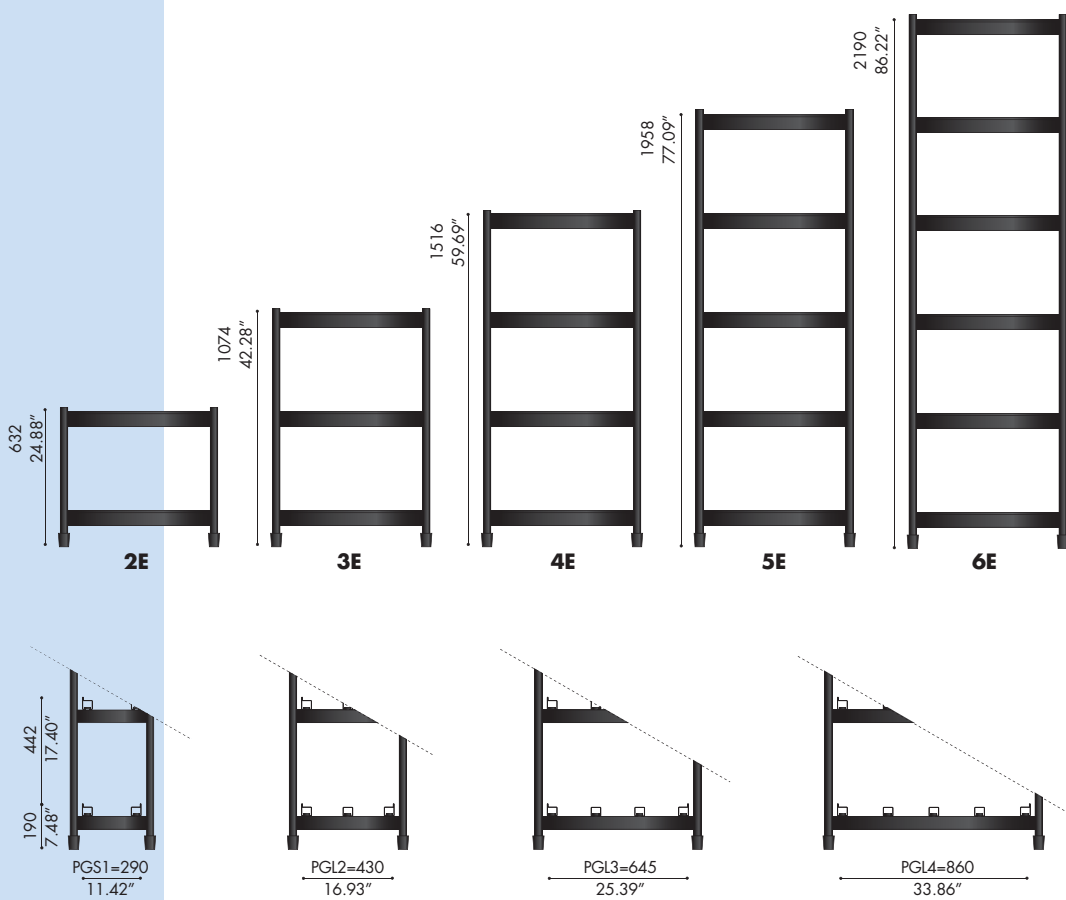 2190
86.22”
1958
77.09”
1516
59.69”
1074
42.28”
632
24.88”
2E
3E
4E
5E
6E
442
17.40”
190
7.48”
PGS1=290
11.42”
PGL2=430
16.93”
PGL3=645
25.39”
PGL4=860
33.86”